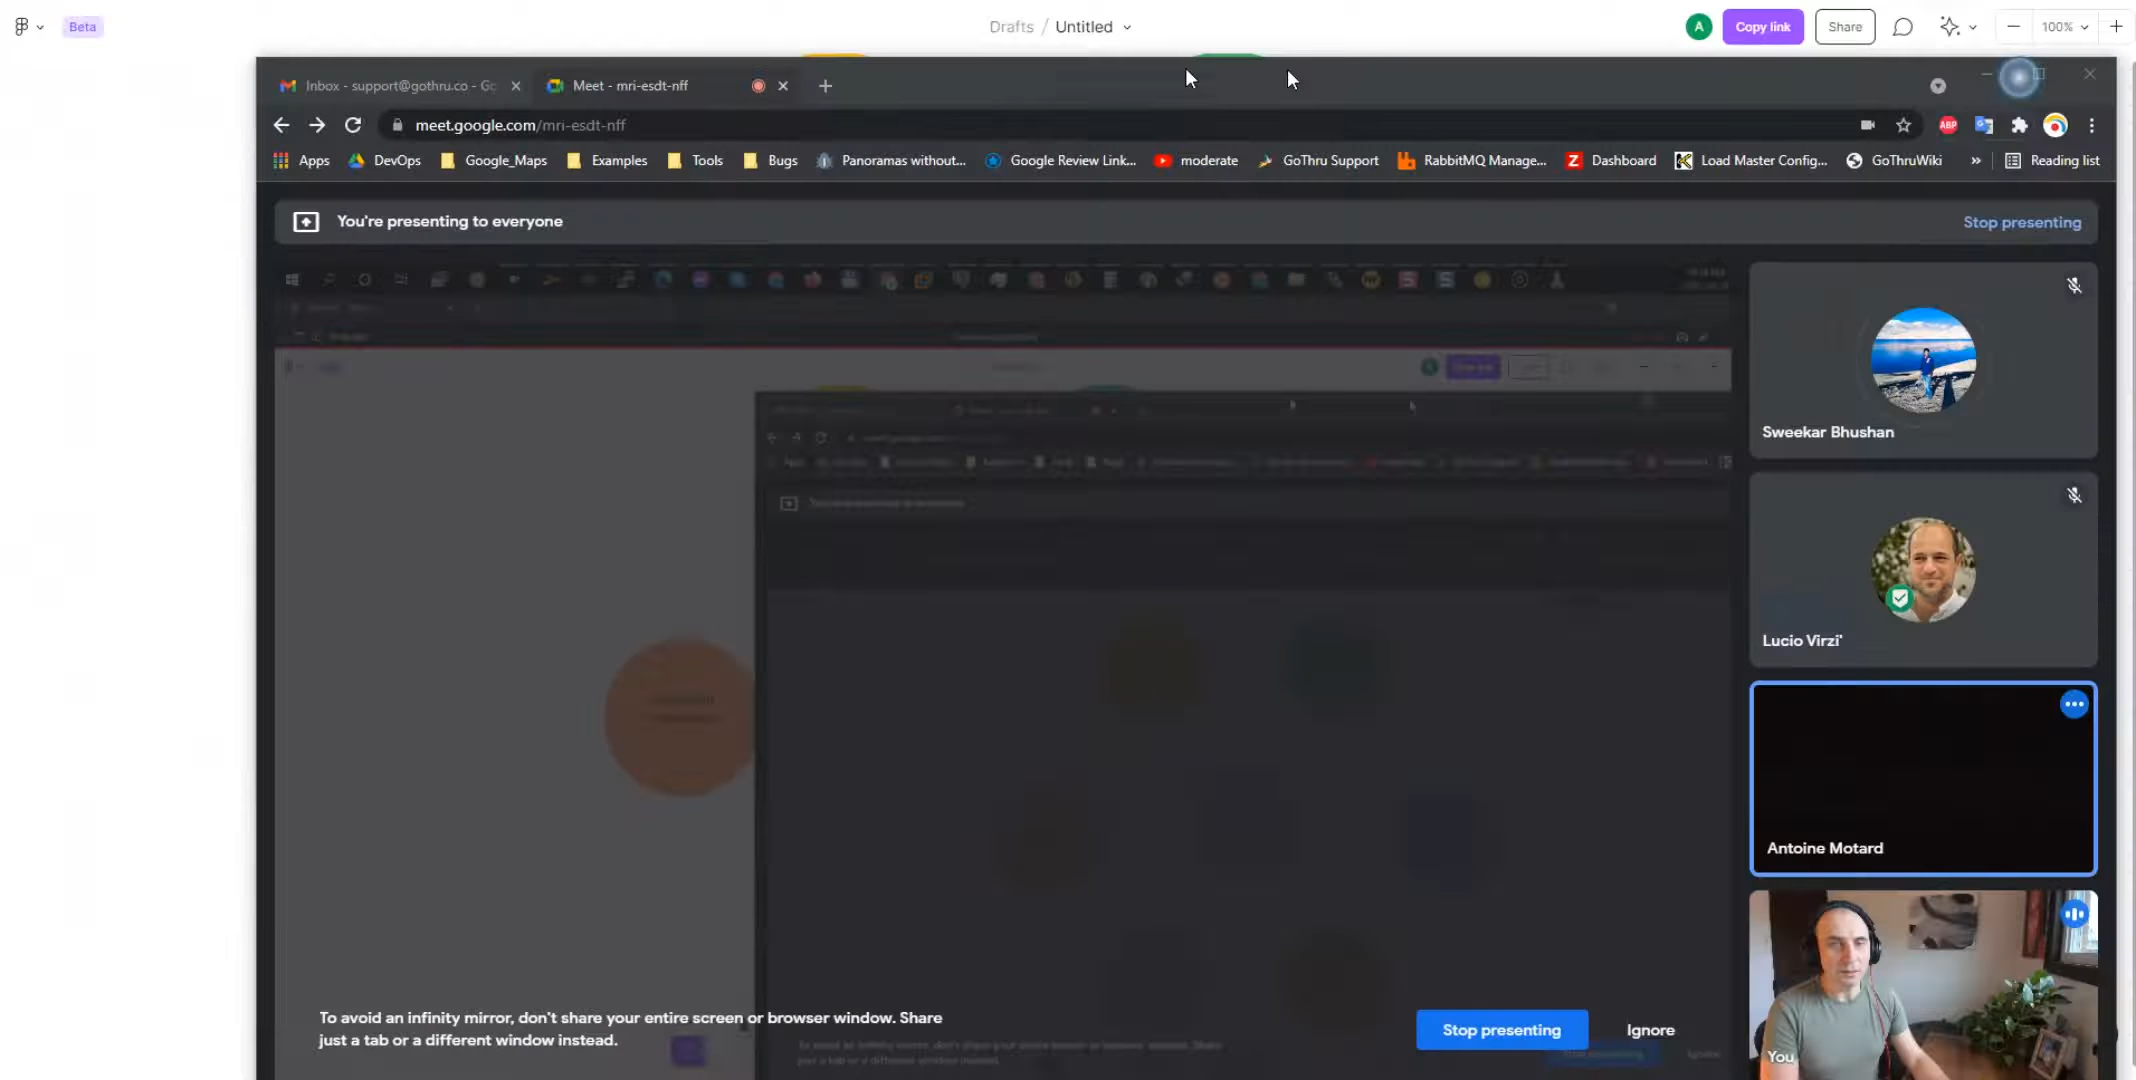 Beta
Drafts / Untitled
A
Copy link
Share
100%
Inbox - support@gothru.co - Gc
Meet - mri-esdt-nff
meet.google.com/mri-esdt-nff
ABP
Apps
DevOps
Google_Maps
Examples
Tools
Bugs
Panoramas without...
Google Review Link...
moderate
GoThru Support
RabbitMQ Manage...
Z
Dashboard
Load Master Config...
GoThruWiki
»
Reading list
You're presenting to everyone
Stop presenting
Sweekar Bhushan
Lucio Virzi'
Antoine Motard
To avoid an infinity mirror, don't share your entire screen or browser window. Share
just a tab or a different window instead.
Stop presenting
Ignore
You